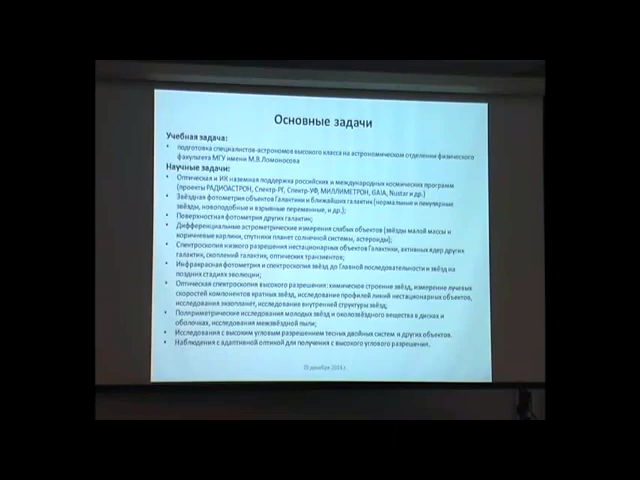 Основные задачи
Учебная задача:
• подготовка специалистов-астрономов высокого класса на астрономическом отделении физического
факультета МГУ имени М.В.Ломоносова
Научные задачи:
• Оптическая и ИК наземная поддержка российских и международных космических программ
(проекты РАДИОАСТРОН, Спектр-РГ, Спектр-УФ, МИЛЛИМЕТРОН, GAIA, Nustar и др.)
• Звёздная фотометрия объектов Галактики и ближайших галактик (нормальные и пекулярные
звёзды, новоподобные и взрывные переменные, и др.);
• Поверхностная фотометрия других галактик;
• Дифференциальные астрометрические измерения слабых объектов (звёзды малой массы и
коричневые карлики, спутники планет солнечной системы, астероиды);
• Спектроскопия низкого разрешения нестационарных объектов Галактики, активных ядер других
галактик, скоплений галактик, оптических транзиентов;
• Инфракрасная фотометрия и спектроскопия звёзд до Главной последовательности и звёзд на
поздних стадиях эволюции;
• Оптическая спектроскопия высокого разрешения: химическое строение звёзд, измерение лучевых
скоростей компонентов кратных звёзд, исследование профилей линий нестационарных объектов,
исследования экзопланет, исследование внутренней структуры звёзд;
• Поляриметрические исследования молодых звёзд и околозвёздного вещества в дисках и
оболочках, исследования межзвёздной пыли;
• Исследования с высоким угловым разрешением тесных двойных систем и других объектов.
• Наблюдения с адаптивной оптикой для получения с высокого углового разрешения.
декабря 2014 г.